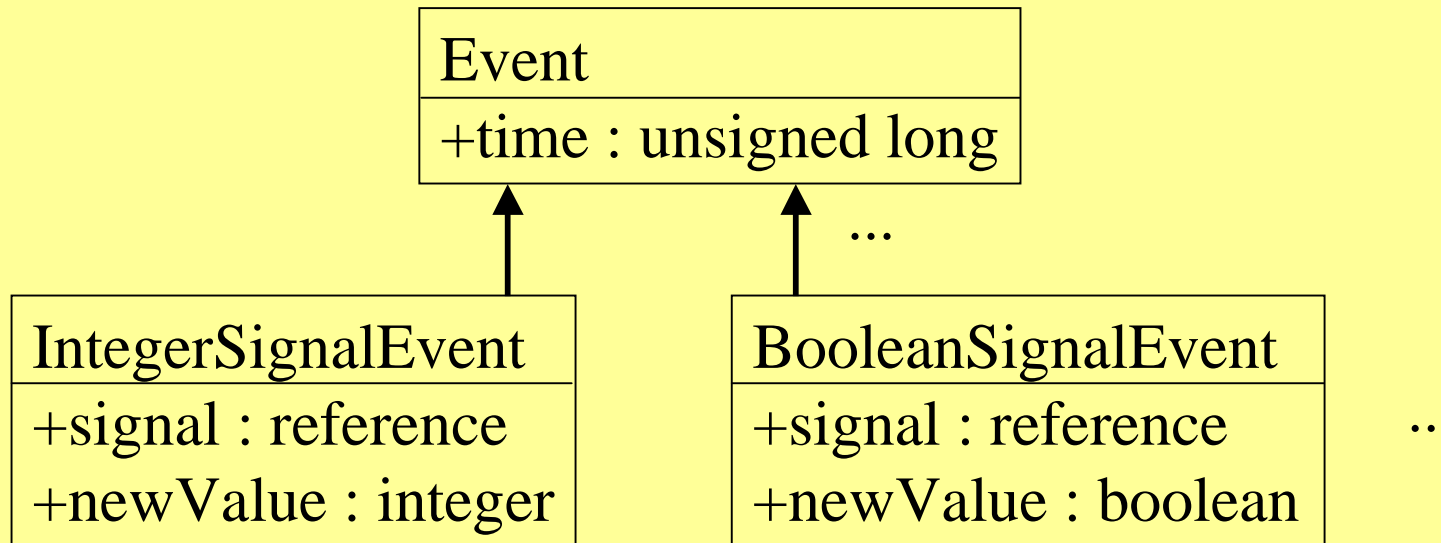 Event
+time : unsigned long
...
IntegerSignalEvent
+signal : reference
+newValue : integer
BooleanSignalEvent
+signal : reference
+newValue : boolean
..